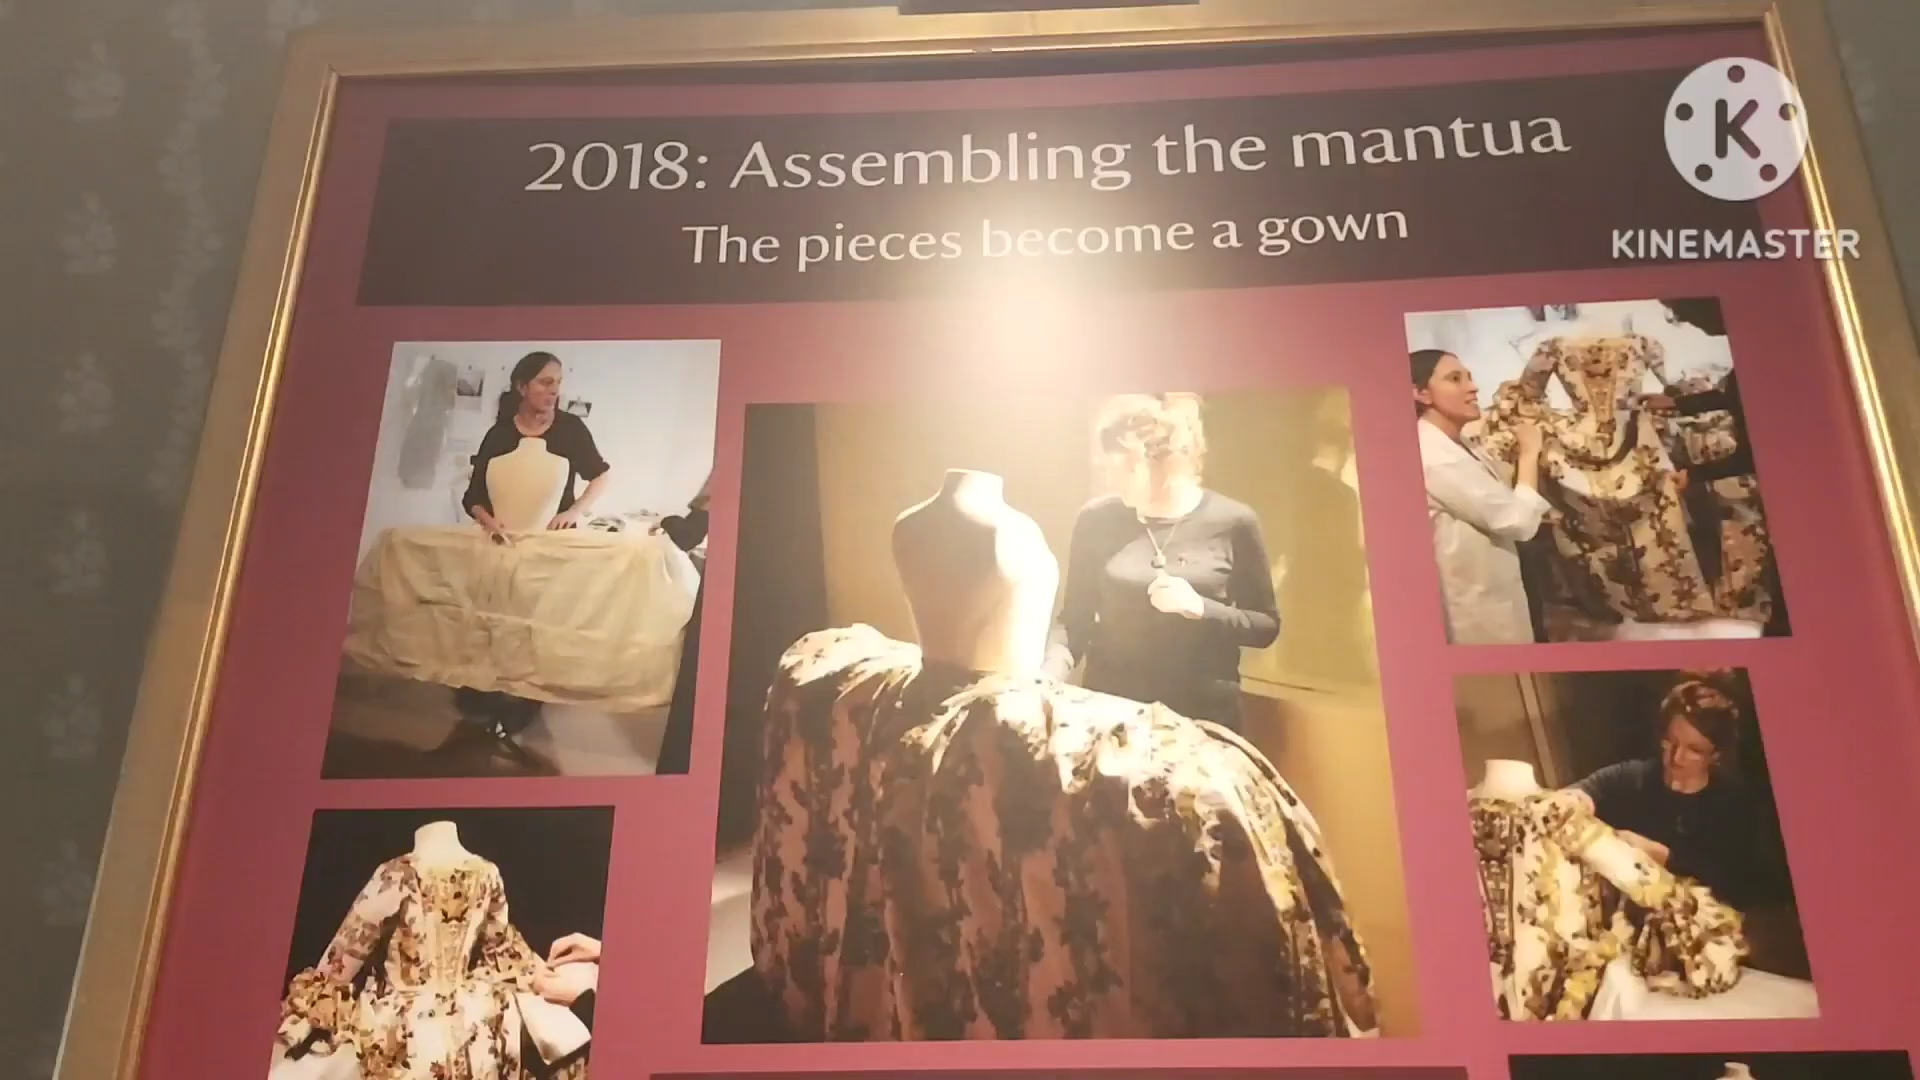 2018: Assembling the mantua
The pieces become a gown
K
KINEMASTER